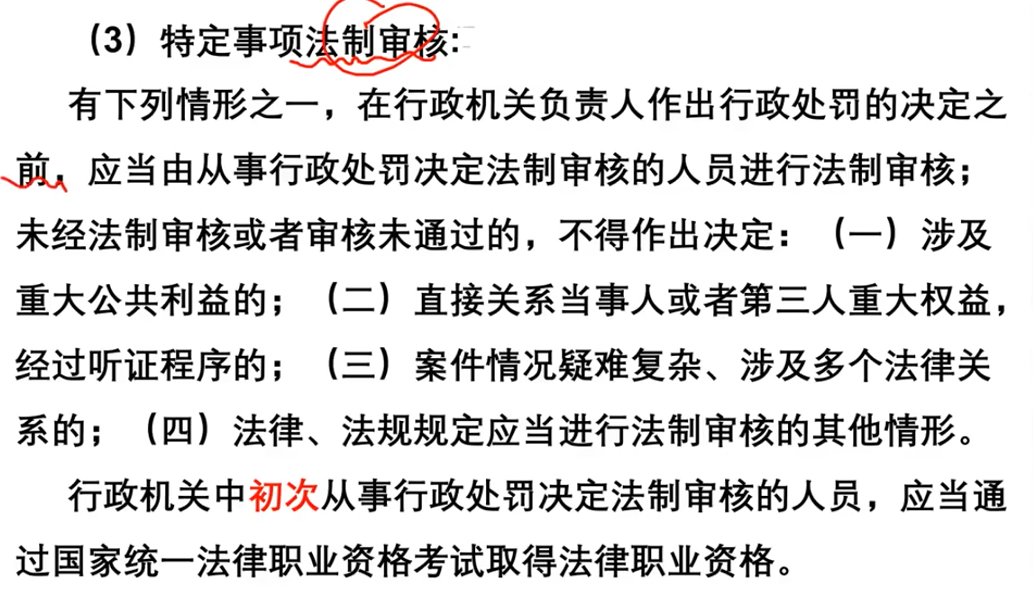 （3）特定事项法制审核：
有下列情形之一，在行政机关负责人作出行政处罚的决定之
前，应当由从事行政处罚决定法制审核的人员进行法制审核；
未经法制审核或者审核未通过的，不得作出决定：（一）涉及
重大公共利益的；（二）直接关系当事人或者第三人重大权益，
经过听证程序的；（三）案件情况疑难复杂、涉及多个法律关
系的；（四）法律、法规规定应当进行法制审核的其他情形。
行政机关中初次从事行政处罚决定法制审核的人员，应当通
过国家统一法律职业资格考试取得法律职业资格。